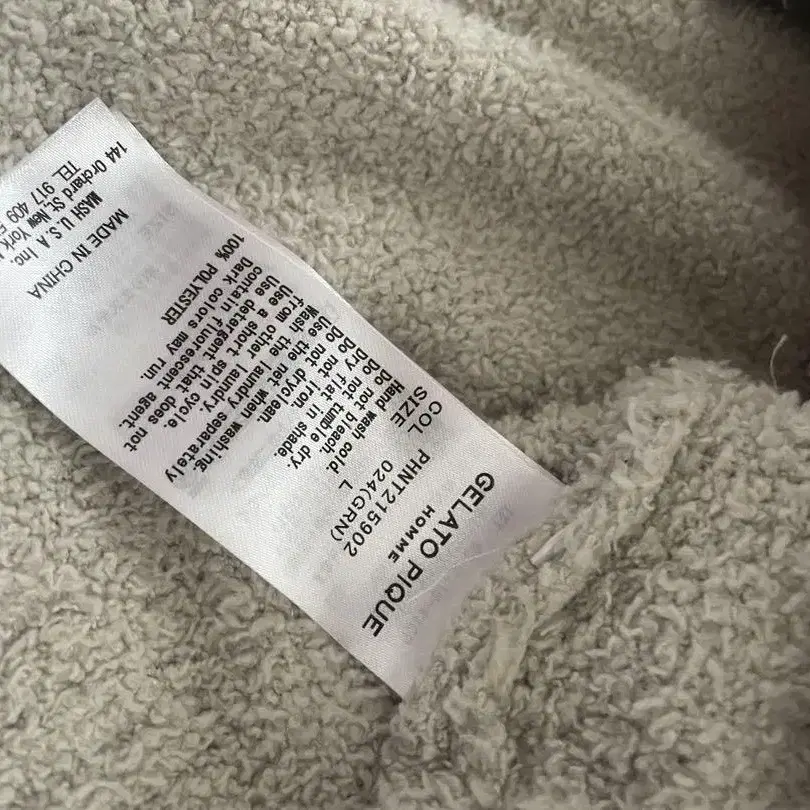 GELATO PIQUE
HOMME
PHNT215902
COL 024(GRN)
SIZE L
Hand wash cold.
Do not bleach.
Do not tumble dry.
Dry flat in shade.
Do not iron.
Do not dryclean.
Use the net when washing
Wash the laundry separately
from other laundry.
Use a short spin cycle.
Use detergent that does not
contain fluorescent agent.
Dark colors may run.
100% POLYESTER
MADE IN CHINA
MASH U.S.A Inc.
144 Orchard St, New York
TEL 917 409